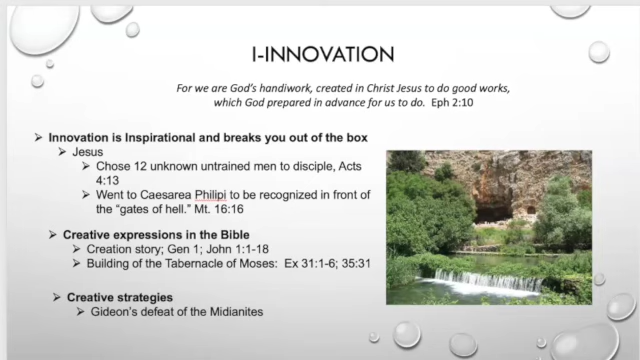 I-INNOVATION
For we are God's handiwork, created in Christ Jesus to do good works,
which God prepared in advance for us to do. Eph 2:10
➢ Innovation is Inspirational and breaks you out of the box
➢ Jesus
➢ Chose 12 unknown untrained men to disciple, Acts
4:13
➢ Went to Caesarea Philipi to be recognized in front of
the “gates of hell.” Mt. 16:16
➢ Creative expressions in the Bible
➢ Creation story; Gen 1; John 1:1-18
➢ Building of the Tabernacle of Moses: Ex 31:1-6; 35:31
➢ Creative strategies
➢ Gideon's defeat of the Midianites